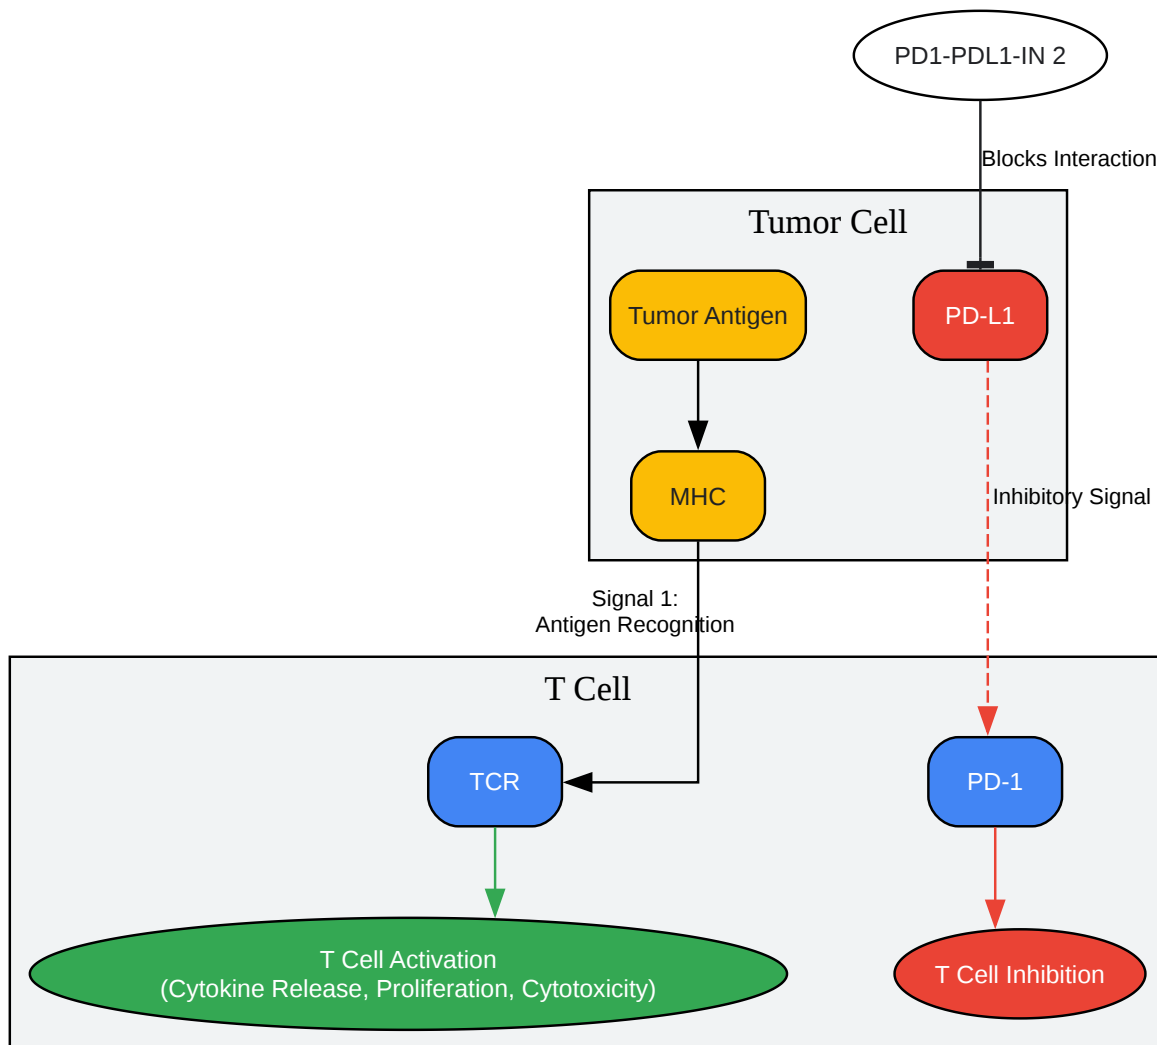 PD1-PDL1-IN 2
Blocks Interaction
Tumor Cell
Tumor Antigen
PD-L1
MHC
Inhibitory Signal
Signal 1:
Antigen Recognition
T Cell
TCR
PD-1
T Cell Activation
(Cytokine Release, Proliferation, Cytotoxicity)
T Cell Inhibition